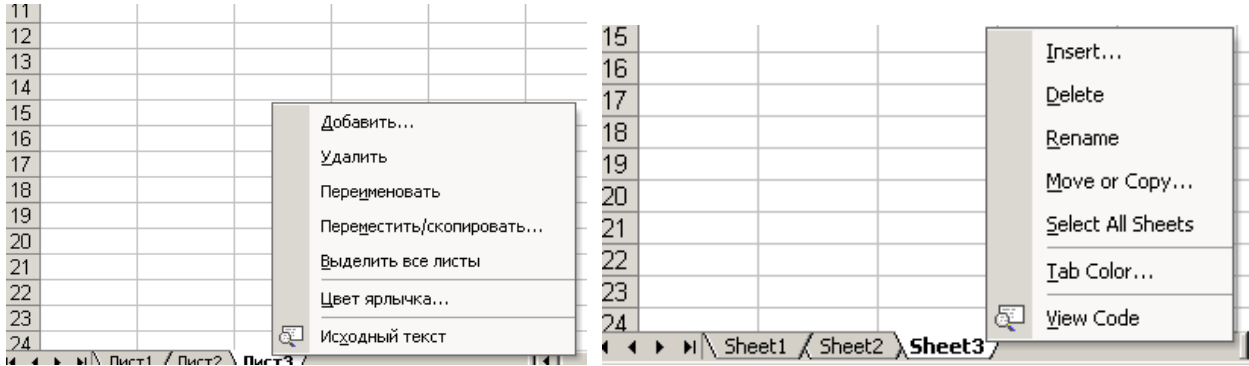 11
12
13
14
15
16
17
18
19
20
21
22
23
24
Добавить...
Удалить
Переименовать
Переместить/скопировать...
Выделить все листы
Цвет ярлычка...
Исходный текст
Лист1 Лист2 Лист3
15
16
17
18
19
20
21
22
23
24
Insert...
Delete
Rename
Move or Copy...
Select All Sheets
Tab Color...
View Code
Sheet1 Sheet2 Sheet3